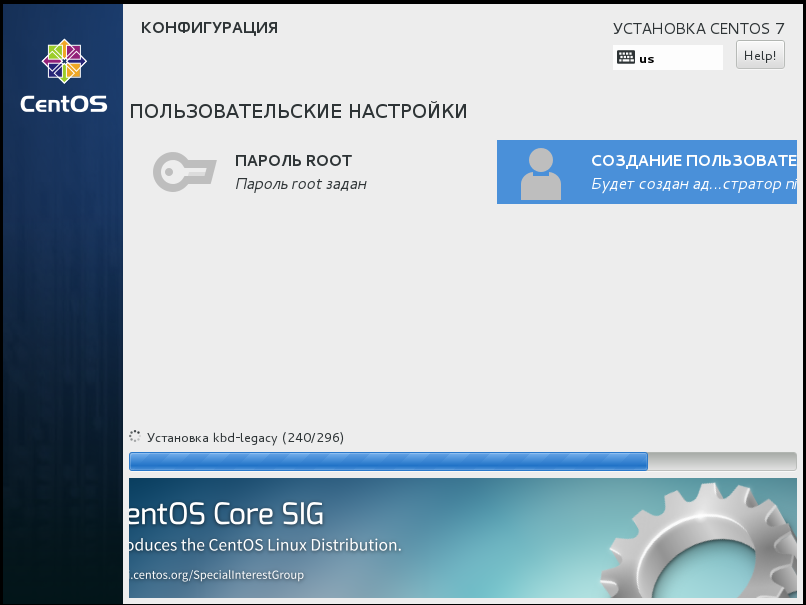 КОНФИГУРАЦИЯ
УСТАНОВКА CENTOS 7
us
Help!
CentOS
ПОЛЬЗОВАТЕЛЬСКИЕ НАСТРОЙКИ
ПАРОЛЬ ROOT
Пароль root задан
СОЗДАНИЕ ПОЛЬЗОВАТЕ
Будет создан ад...стратор ni
Установка kbd-legacy (240/296)
entOS Core SIG
oduces the CentOS Linux Distribution.
i.centos.org/SpecialInterestGroup